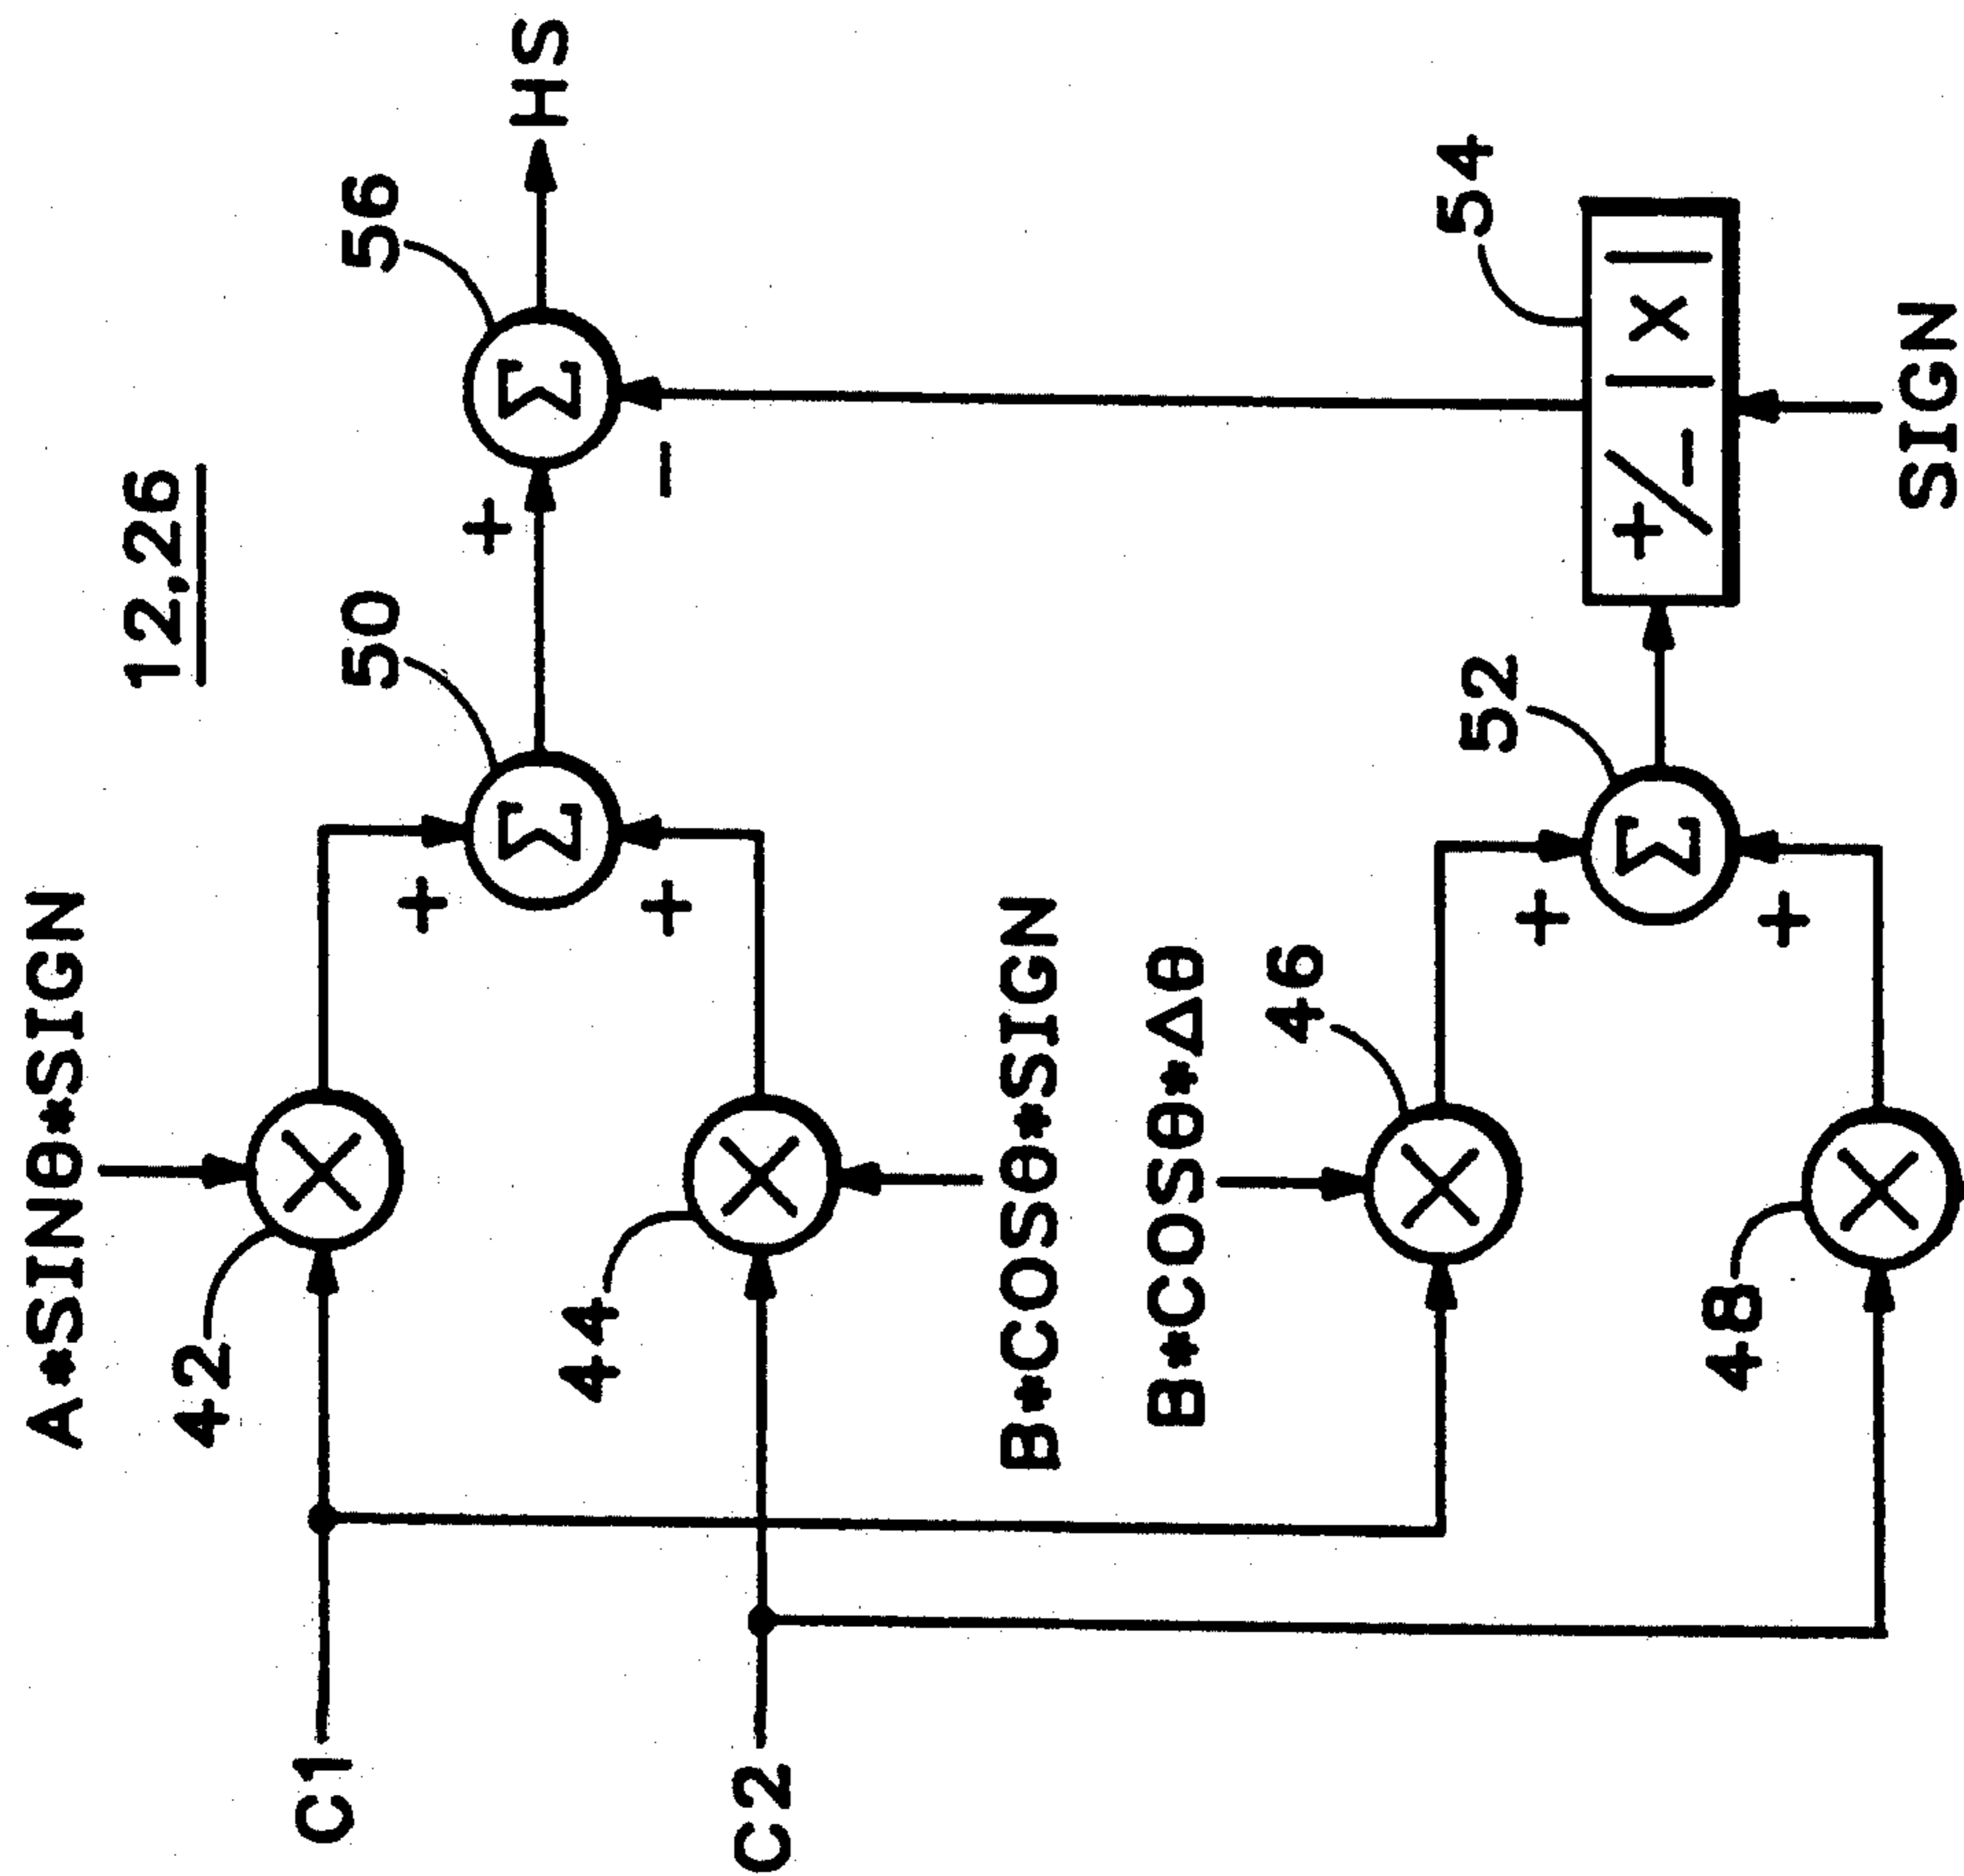 12,26
A*SINθ*SIGN
42
50
56
C1
×
Σ
+
+
+
Σ
HS
−
44
C2
×
B*COSθ*SIGN
B*COSθ*Δθ
46
52
54
×
+
+
Σ
+/− |x|
48
×
SIGN